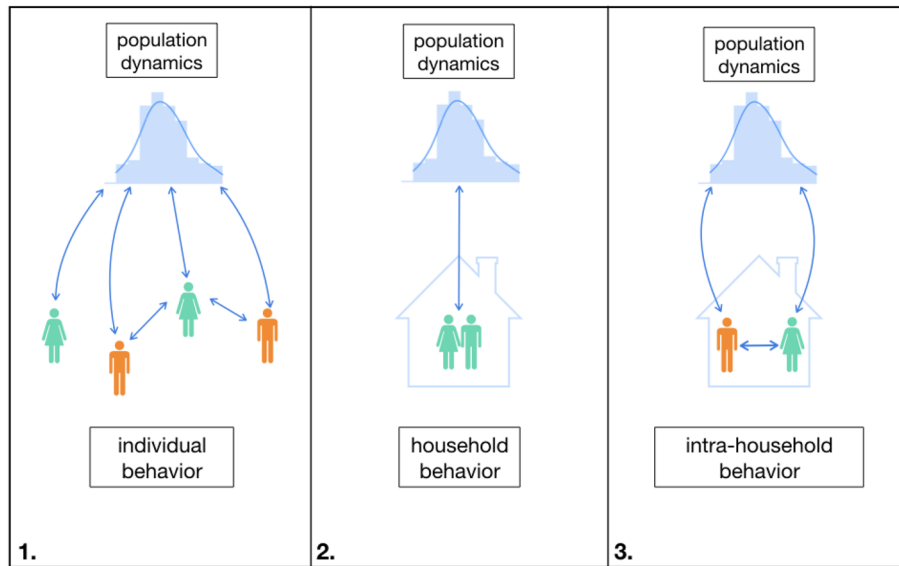 population
dynamics
individual
behavior
1.
population
dynamics
household
behavior
2.
population
dynamics
intra-household
behavior
3.